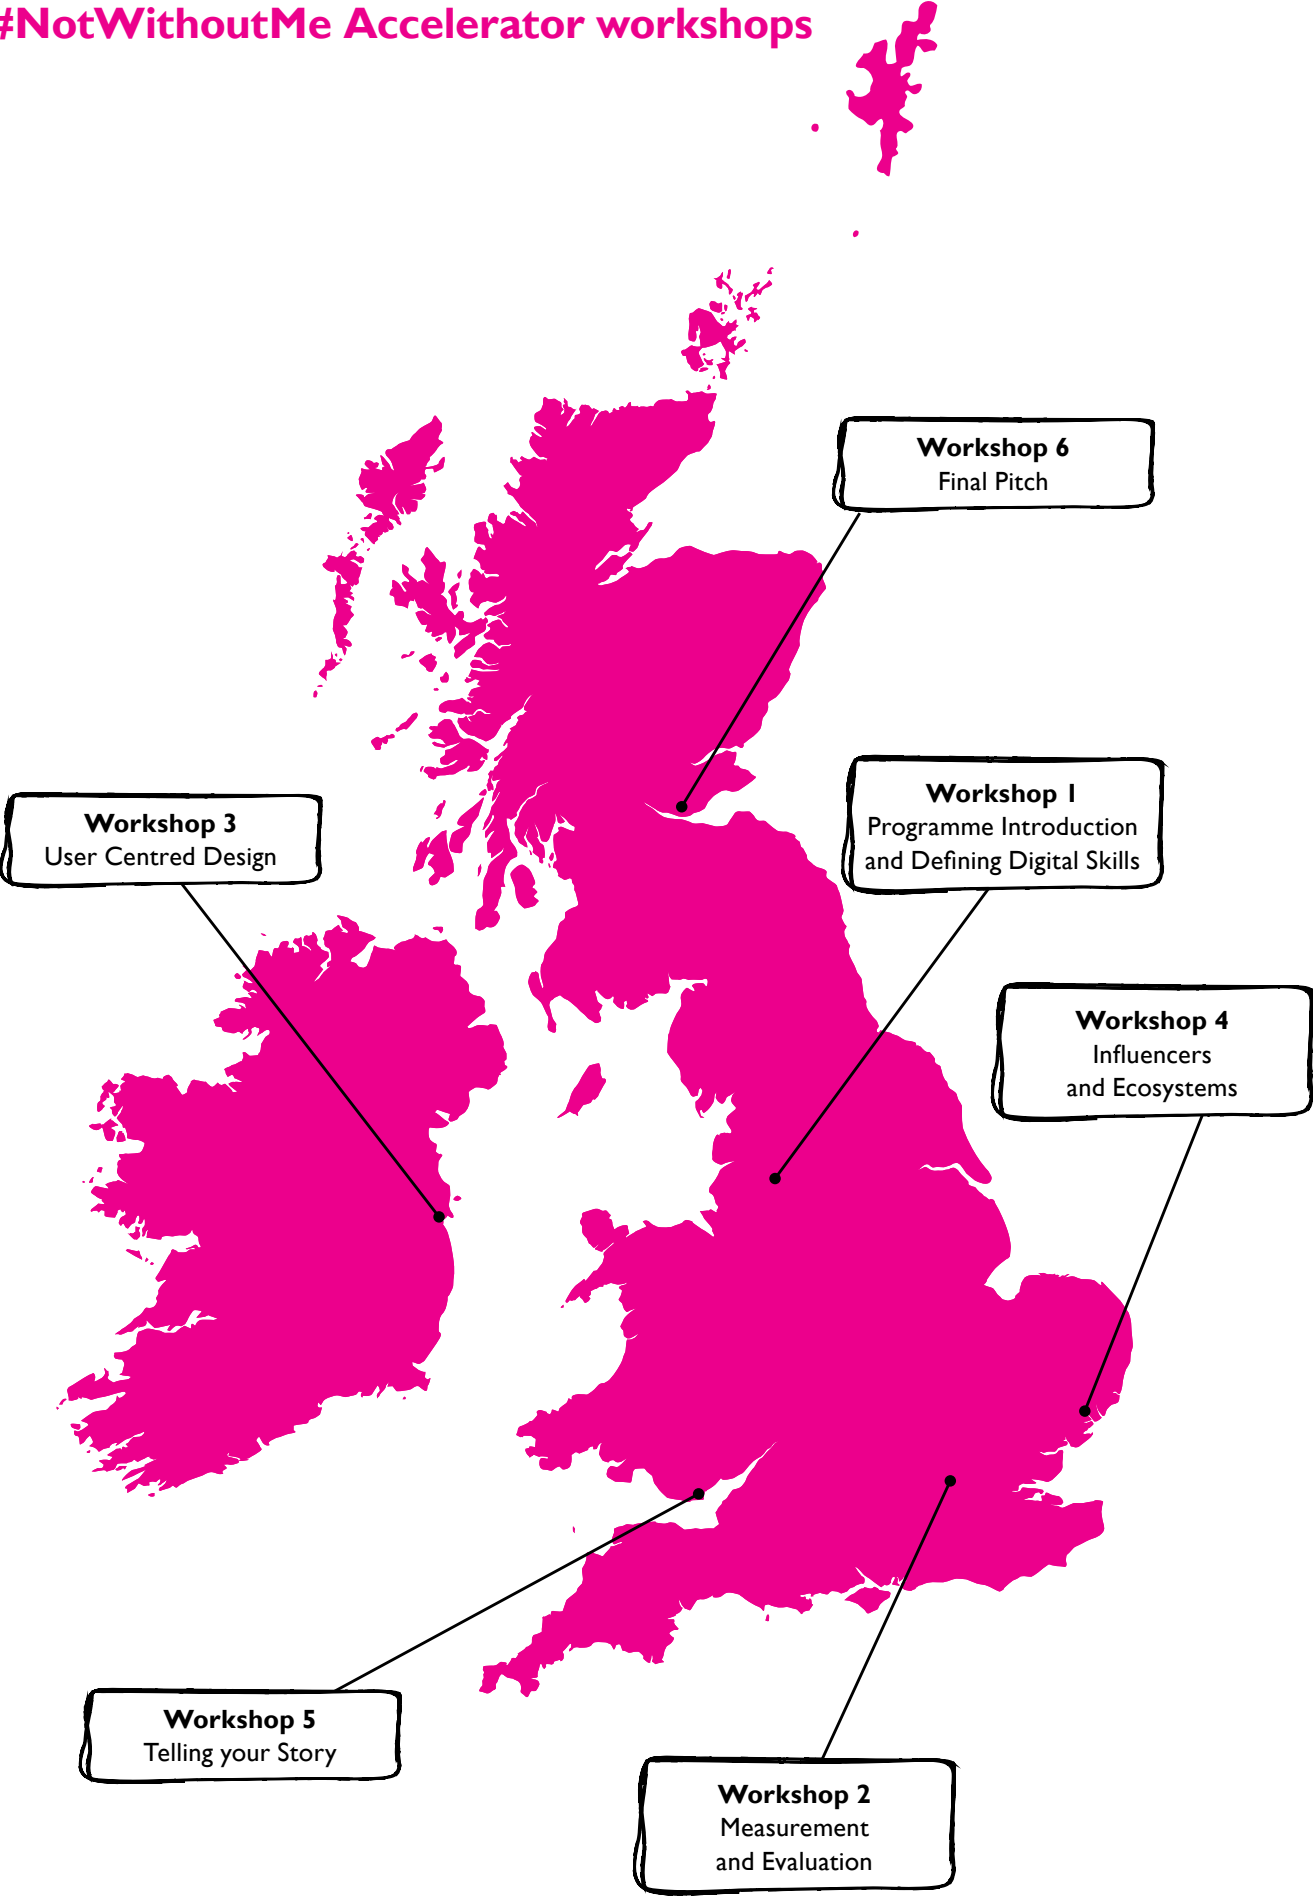 #NotWithoutMe Accelerator workshops
Workshop 6
Final Pitch
Workshop 1
Programme Introduction
and Defining Digital Skills
Workshop 3
User Centred Design
Workshop 4
Influencers
and Ecosystems
Workshop 5
Telling your Story
Workshop 2
Measurement
and Evaluation